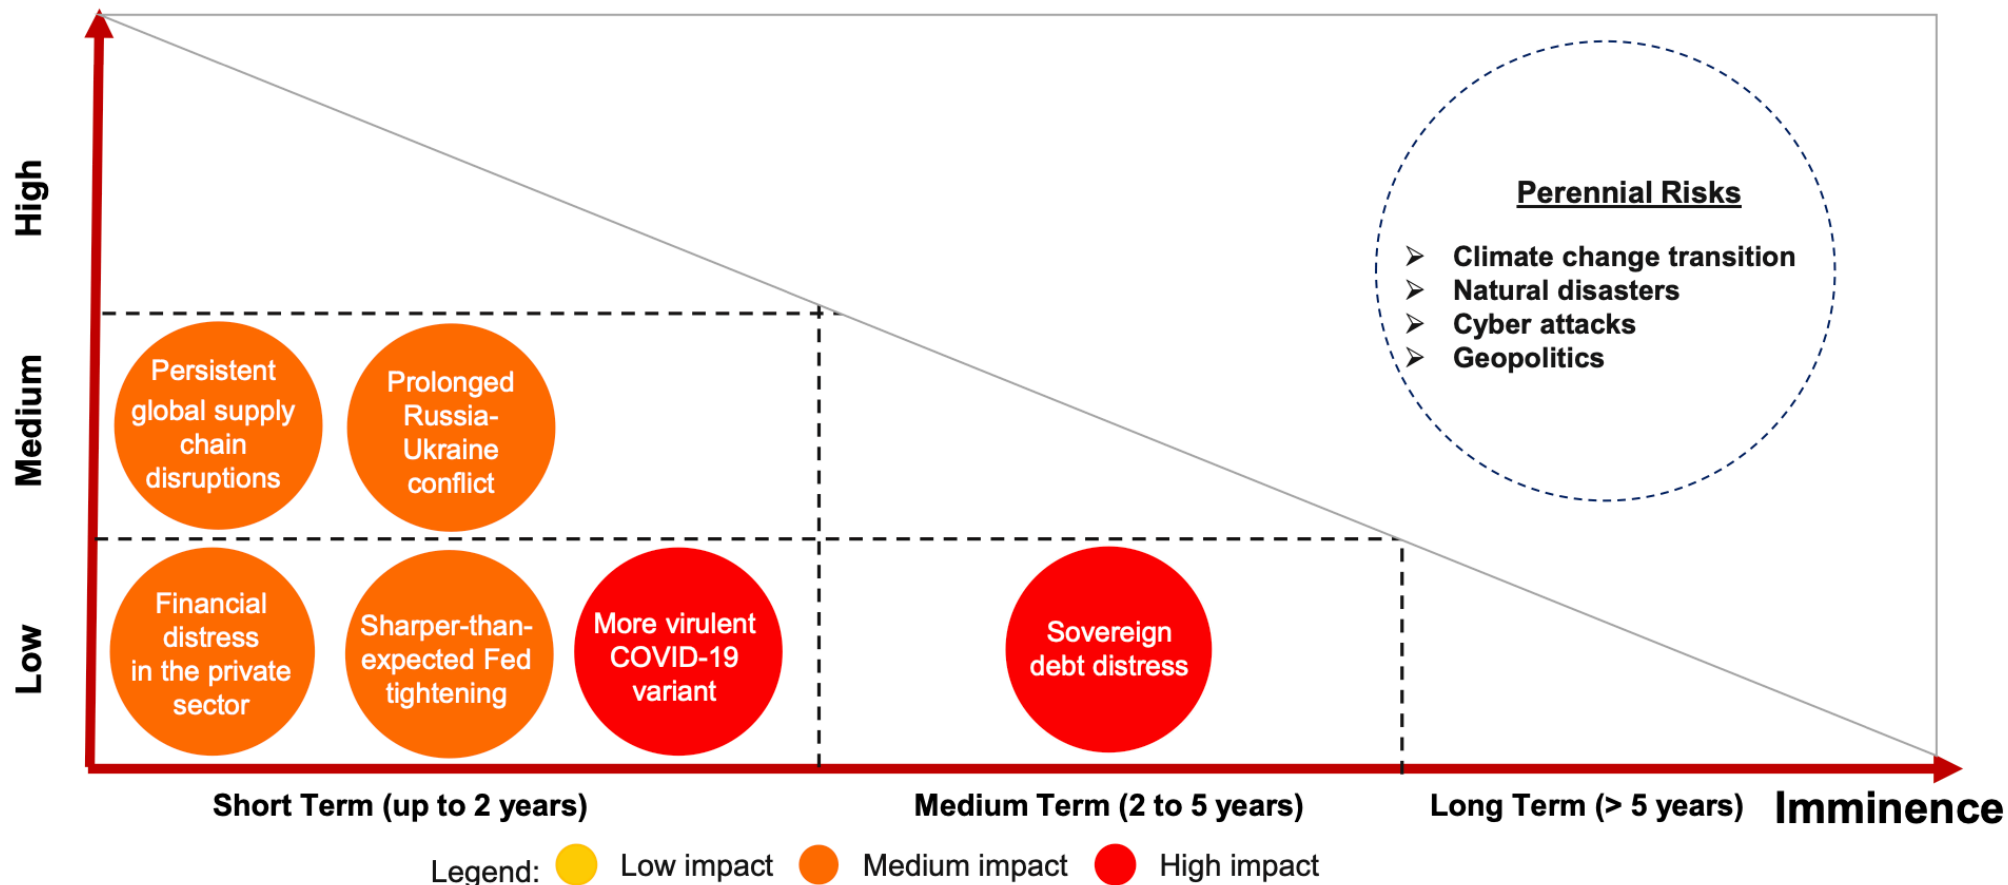 High
Medium
Low
Perennial Risks
➢ Climate change transition
➢ Natural disasters
➢ Cyber attacks
➢ Geopolitics
Persistent
global supply
chain
disruptions
Prolonged
Russia-
Ukraine
conflict
Financial
distress
in the private
sector
Sharper-than-
expected Fed
tightening
More virulent
COVID-19
variant
Sovereign
debt distress
Short Term (up to 2 years)
Medium Term (2 to 5 years)
Long Term (> 5 years)
Imminence
Legend: Low impact Medium impact High impact